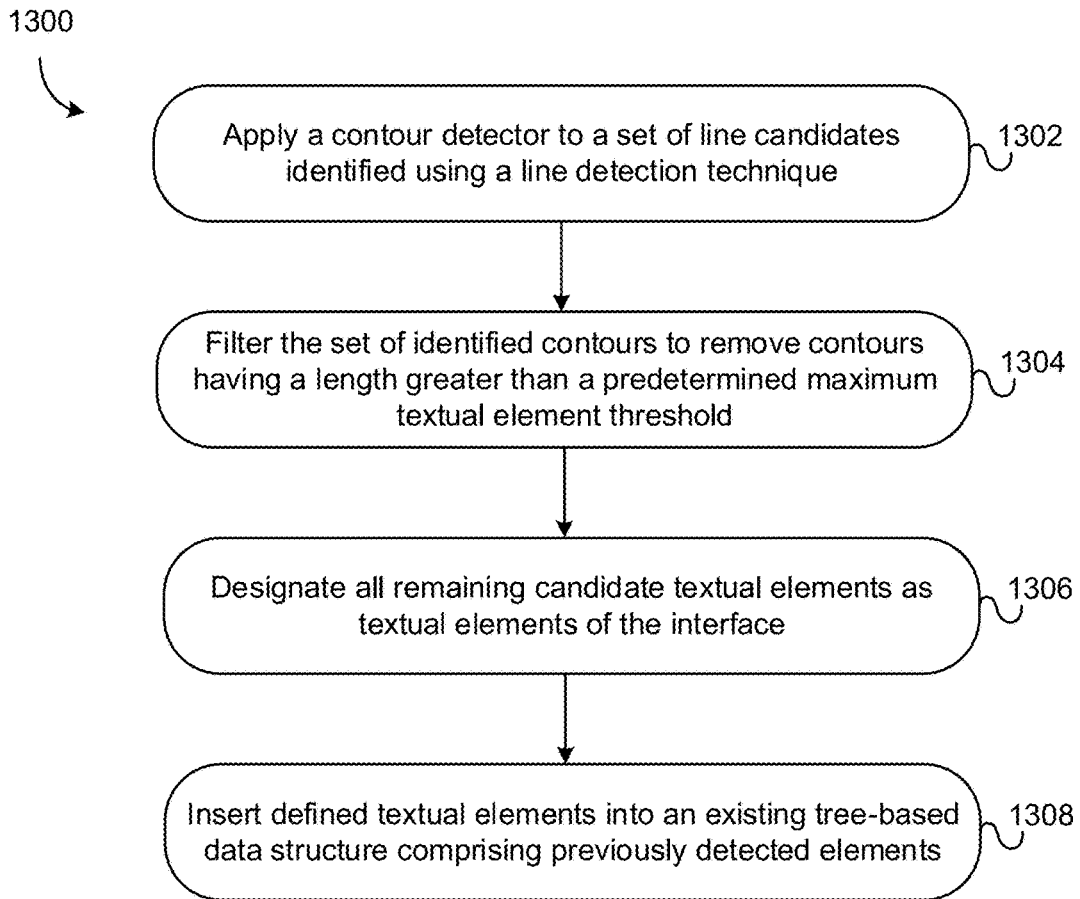 1300
Apply a contour detector to a set of line candidates
identified using a line detection technique
1302
Filter the set of identified contours to remove contours
having a length greater than a predetermined maximum
textual element threshold
1304
Designate all remaining candidate textual elements as
textual elements of the interface
1306
Insert defined textual elements into an existing tree-based
data structure comprising previously detected elements
1308